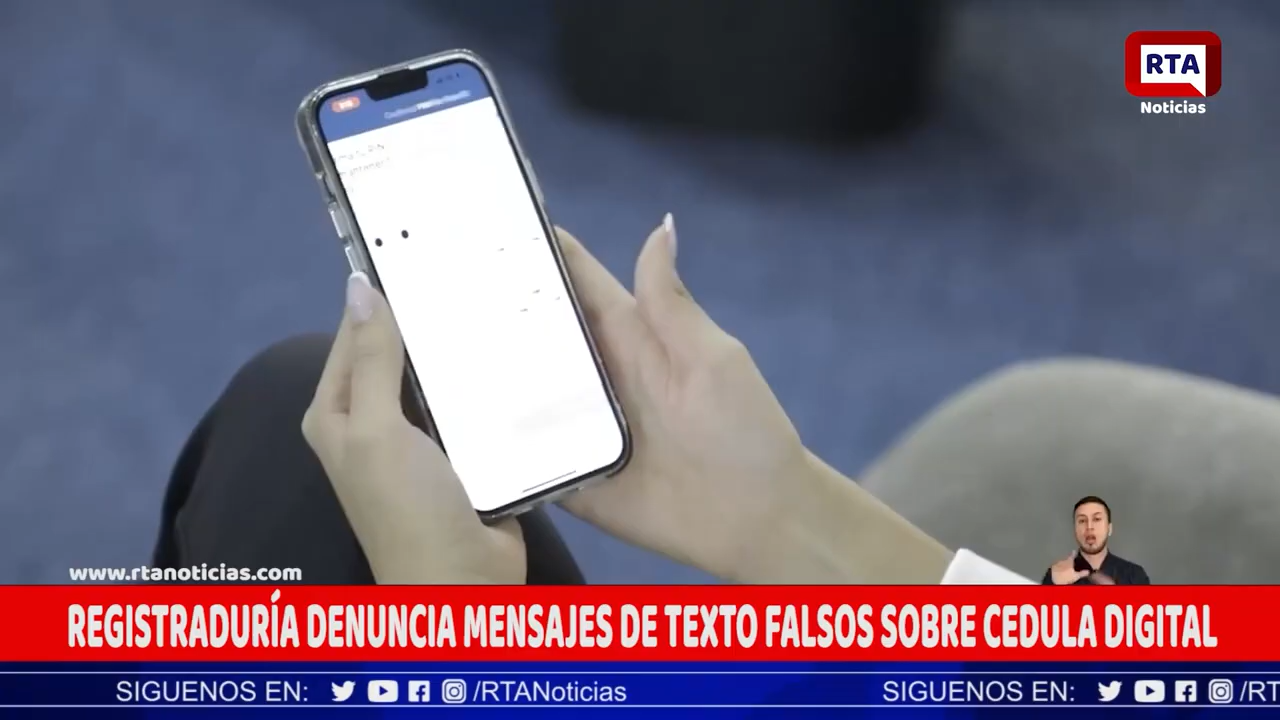 RTA
Noticias
www.rtanoticias.com
REGISTRADURÍA DENUNCIA MENSAJES DE TEXTO FALSOS SOBRE CEDULA DIGITAL
SIGUENOS EN: /RTANoticias SIGUENOS EN: /RT